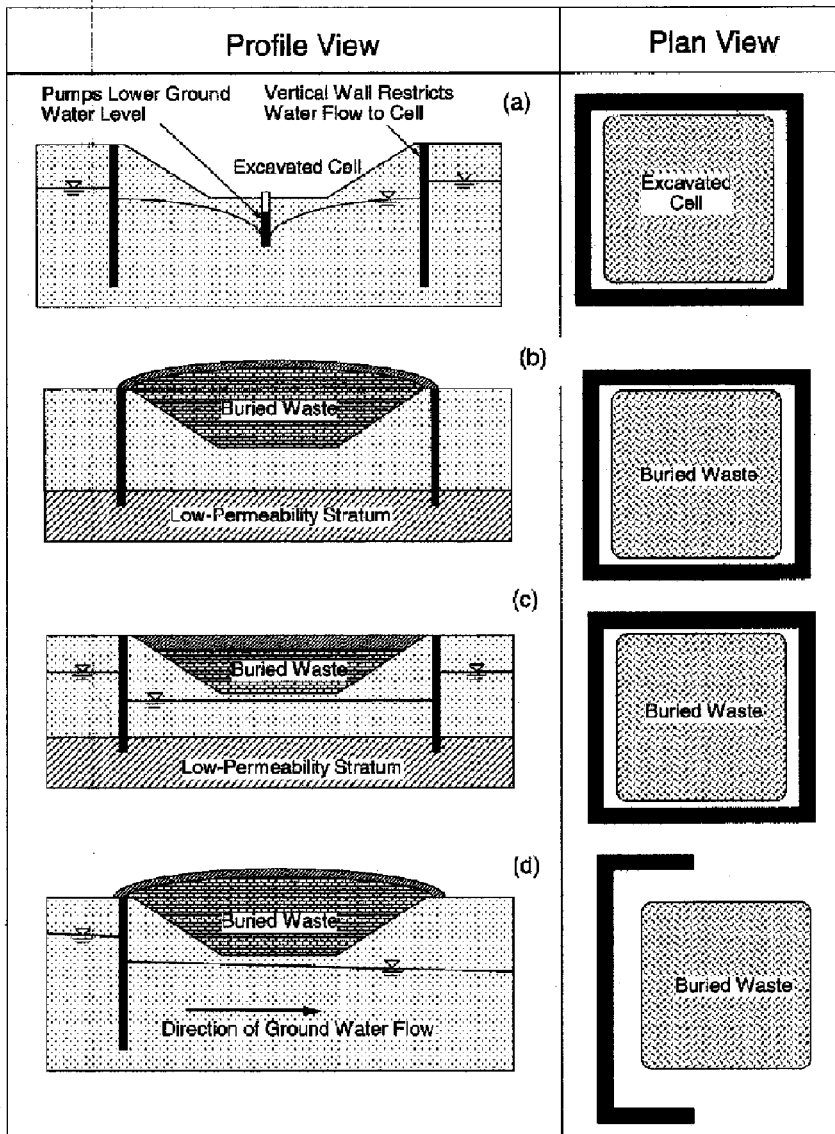 Profile View
Plan View
(a)
Pumps Lower Ground
Water Level
Vertical Wall Restricts
Water Flow to Cell
Excavated Cell
Excavated
Cell
(b)
Buried Waste
Low-Permeability Stratum
Buried Waste
(c)
Buried Waste
Low-Permeability Stratum
Buried Waste
(d)
Buried Waste
Direction of Ground Water Flow
Buried Waste